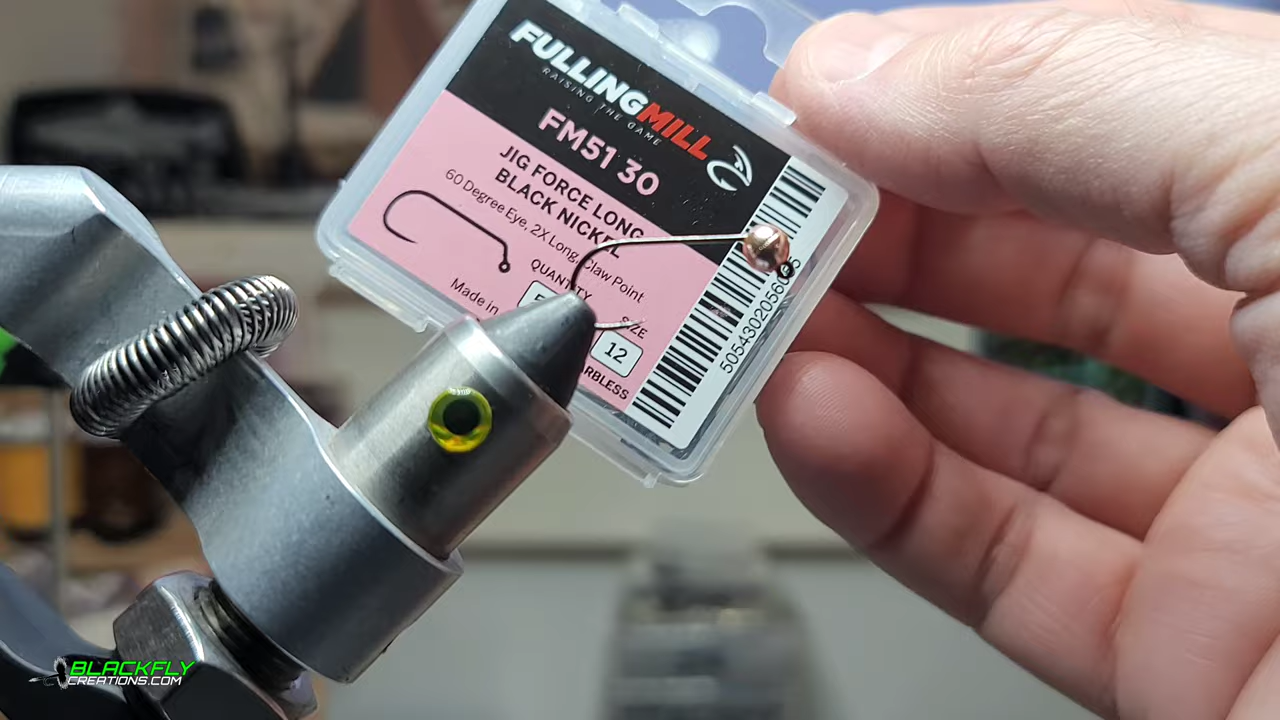 FULLINGMILL
RAISING THE GAME
FM51 30
JIG FORCE LONG
BLACK NICKEL
60 Degree Eye, 2X Long, Claw Point
QUANTITY
SIZE
Made in
12
BLACKFLY
CREATIONS.COM